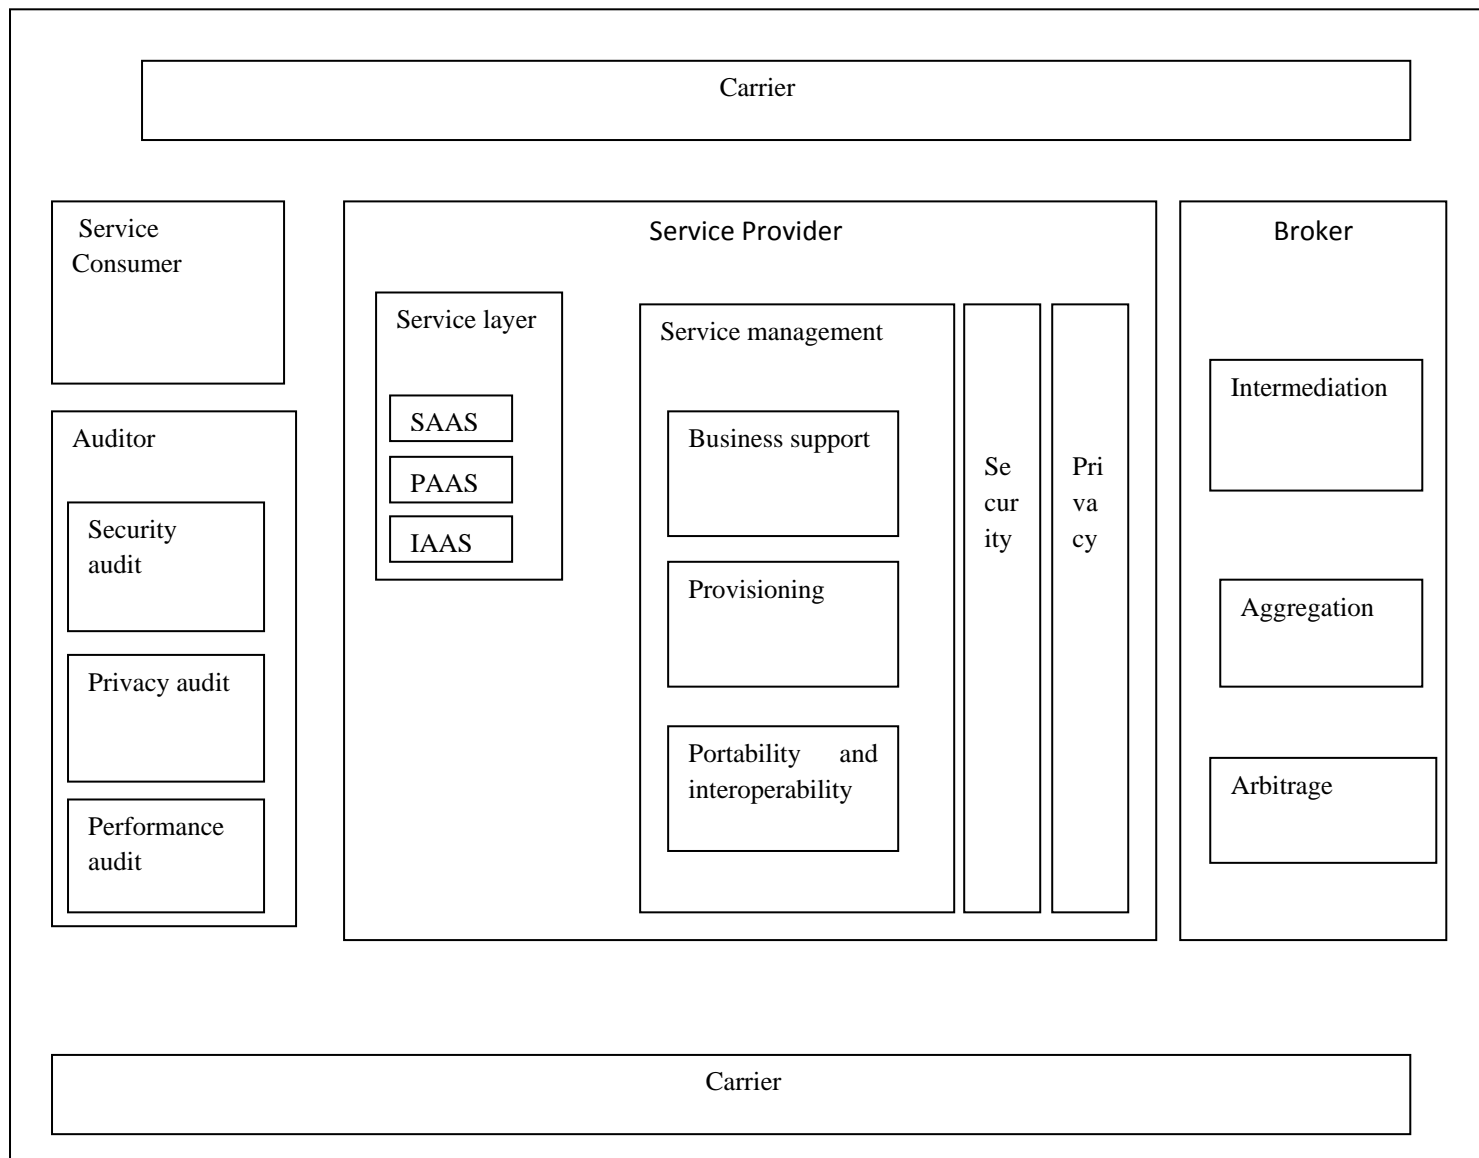 Carrier
Service
Consumer
Auditor
Security
audit
Privacy audit
Performance
audit
Service Provider
Service layer
SAAS
PAAS
IAAS
Service management
Business support
Provisioning
Portability and
interoperability
Se
cur
ity
Pri
va
cy
Broker
Intermediation
Aggregation
Arbitrage
Carrier